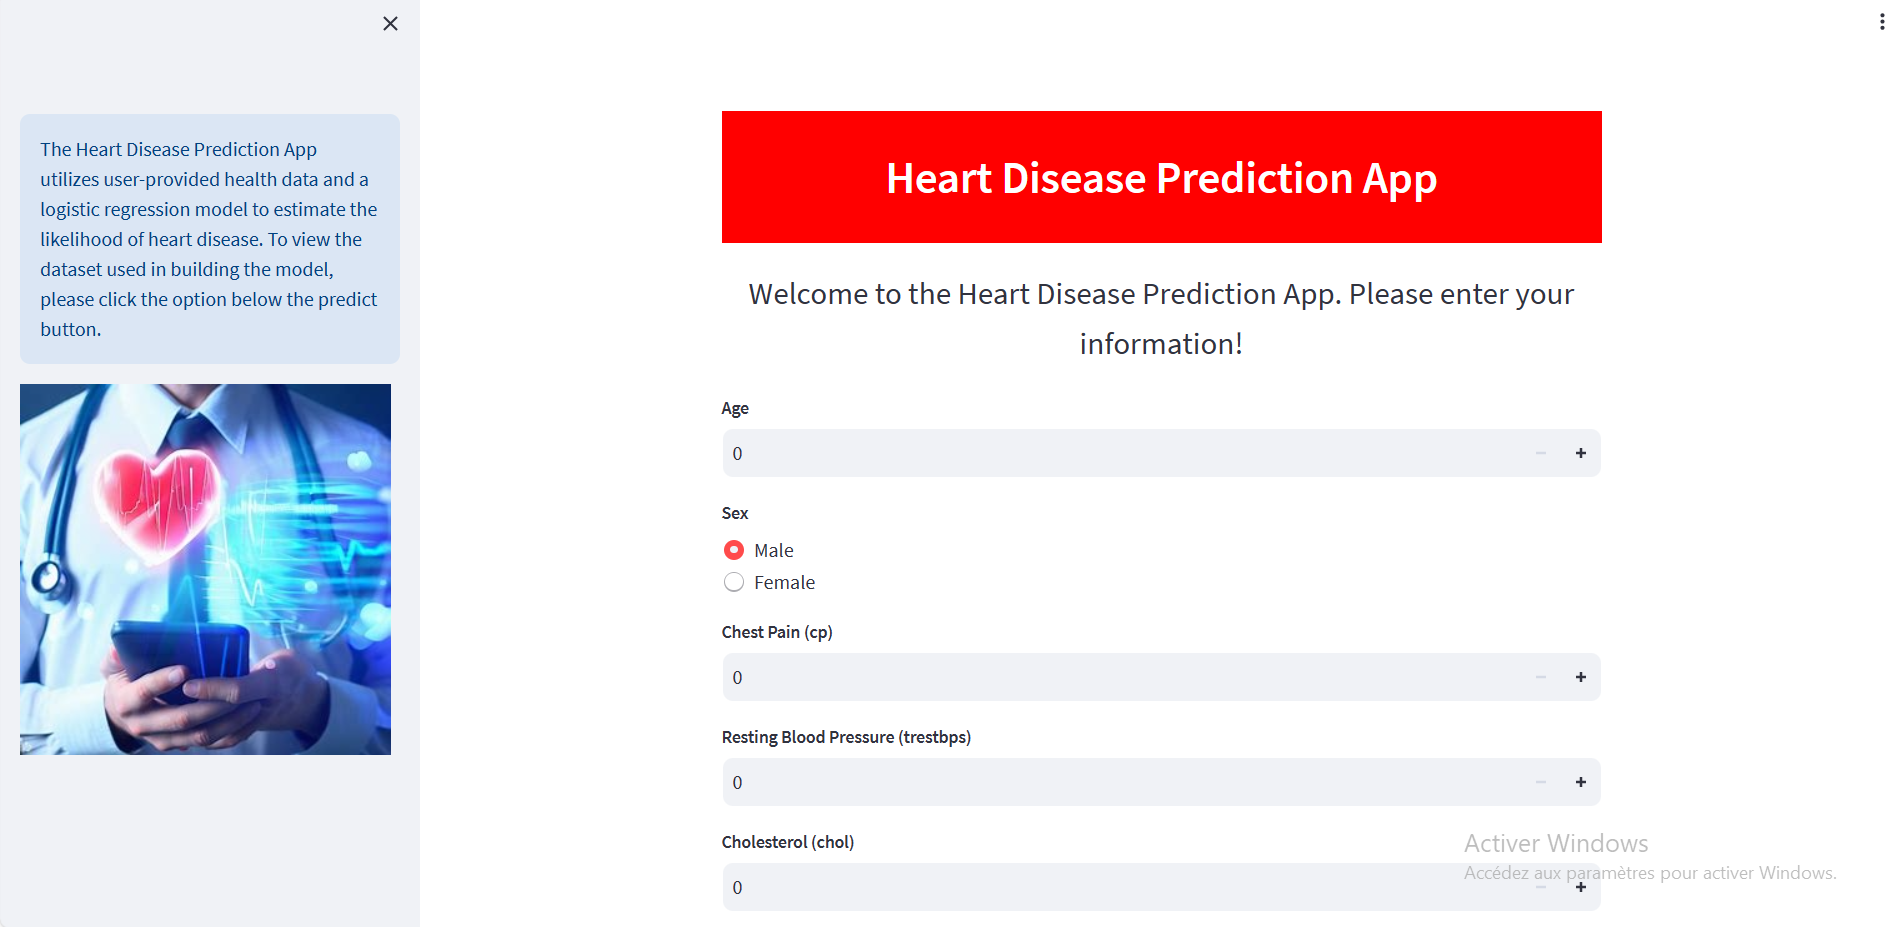 The Heart Disease Prediction App
utilizes user-provided health data and a
logistic regression model to estimate the
likelihood of heart disease. To view the
dataset used in building the model,
please click the option below the predict
button.
Heart Disease Prediction App
Welcome to the Heart Disease Prediction App. Please enter your
information!
Age
0
Sex
Male
Female
Chest Pain (cp)
0
Resting Blood Pressure (trestbps)
0
Cholesterol (chol)
0
Activer Windows
Accédez aux paramètres pour activer Windows.